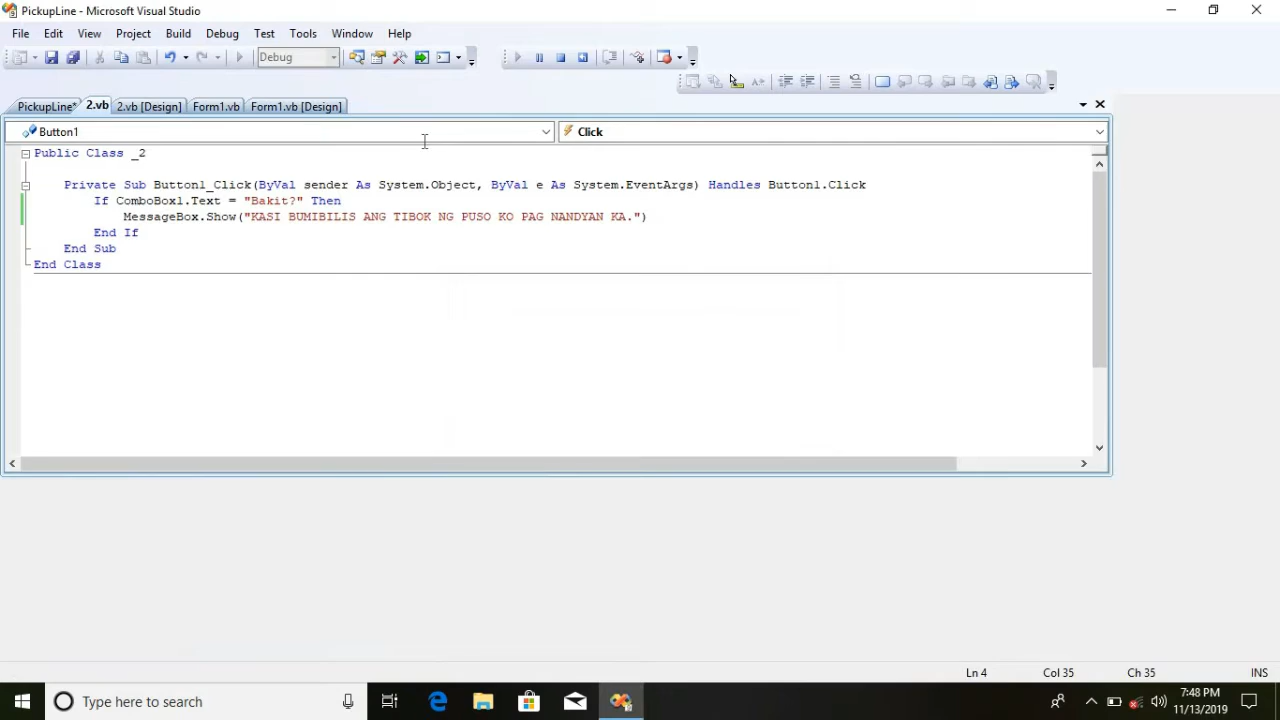 PickupLine - Microsoft Visual Studio
File Edit View Project Build Debug Test Tools Window Help
Debug
PickupLine* 2.vb 2.vb [Design] Form1.vb Form1.vb [Design]
Button1 Click
Public Class _2
Private Sub Button1_Click(ByVal sender As System.Object, ByVal e As System.EventArgs) Handles Button1.Click
If ComboBox1.Text = "Bakit?" Then
MessageBox.Show("KASI BUMIBILIS ANG TIBOK NG PUSO KO PAG NANDYAN KA.")
End If
End Sub
End Class
Ln 4 Col 35 Ch 35 INS
Type here to search
7:48 PM
11/13/2019